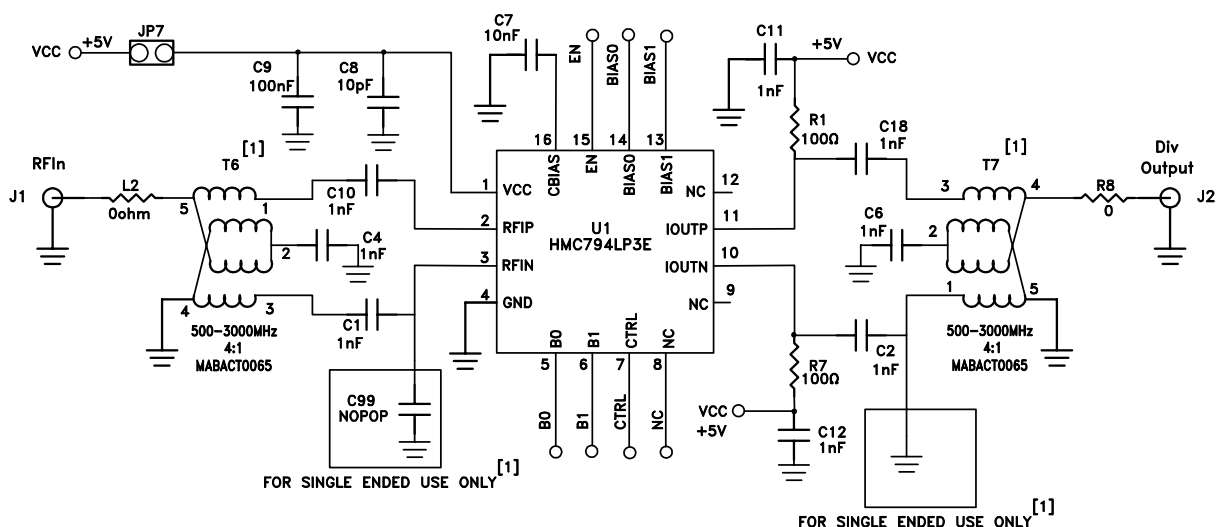 VCC
+5V
JP7
C9
100nF
C8
10pF
C7
10nF
EN
BIAS0
BIAS1
C11
1nF
+5V
VCC
R1
100Ω
C18
1nF
16
15
14
13
CBIAS
EN
BIAS0
BIAS1
RFIn
J1
L2
0ohm
T6
[1]
5
1
2
4
3
C10
1nF
C4
1nF
C1
1nF
500-3000MHz
4:1
MABACT0065
1
VCC
2
RFIP
3
RFIN
4
GND
U1
HMC794LP3E
NC
12
IOUTP
11
IOUTN
10
NC
9
B0
B1
CTRL
NC
5
6
7
8
B0
B1
CTRL
NC
C6
1nF
T7
[1]
3
4
2
1
5
R8
0
Div
Output
J2
500-3000MHz
4:1
MABACT0065
C2
1nF
R7
100Ω
VCC
+5V
C12
1nF
C99
NOPOP
FOR SINGLE ENDED USE ONLY[1]
FOR SINGLE ENDED USE ONLY[1]